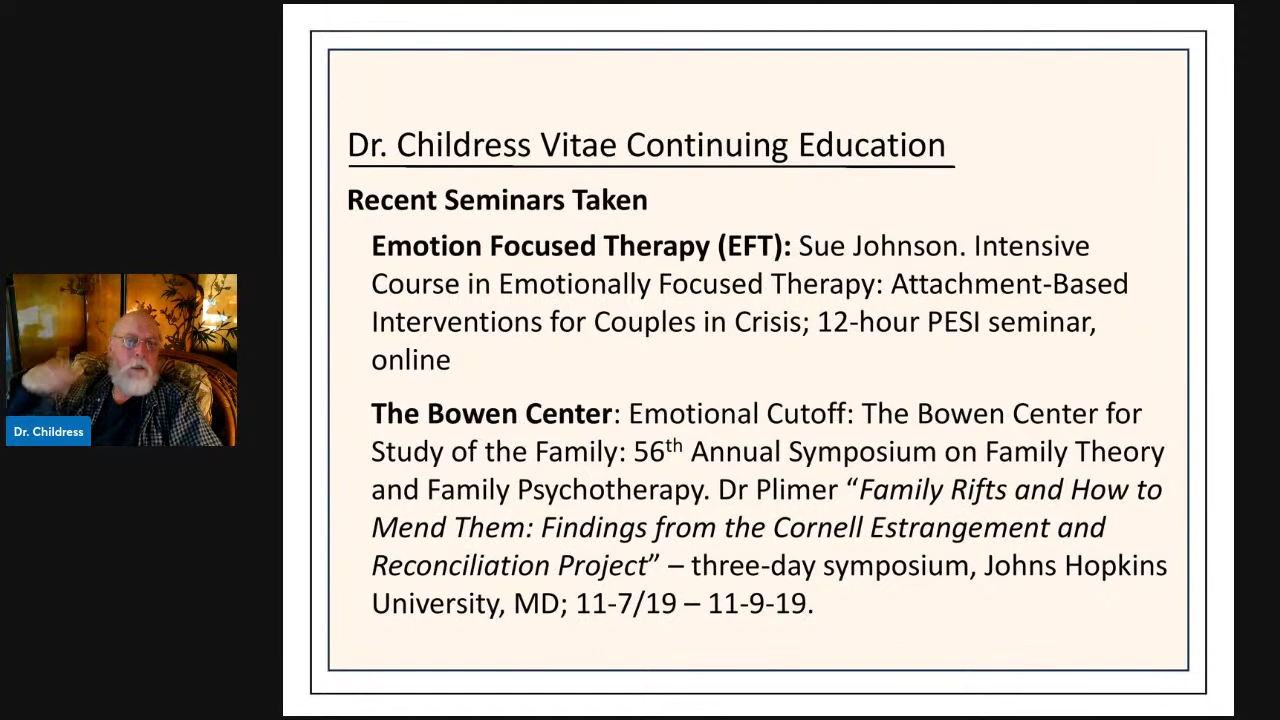 Dr. Childress Vitae Continuing Education
Recent Seminars Taken
Emotion Focused Therapy (EFT): Sue Johnson. Intensive
Course in Emotionally Focused Therapy: Attachment-Based
Interventions for Couples in Crisis; 12-hour PESI seminar,
online
The Bowen Center: Emotional Cutoff: The Bowen Center for
Study of the Family: 56th Annual Symposium on Family Theory
and Family Psychotherapy. Dr Plimer “Family Rifts and How to
Mend Them: Findings from the Cornell Estrangement and
Reconciliation Project” – three-day symposium, Johns Hopkins
University, MD; 11-7/19 – 11-9-19.
Dr. Childress